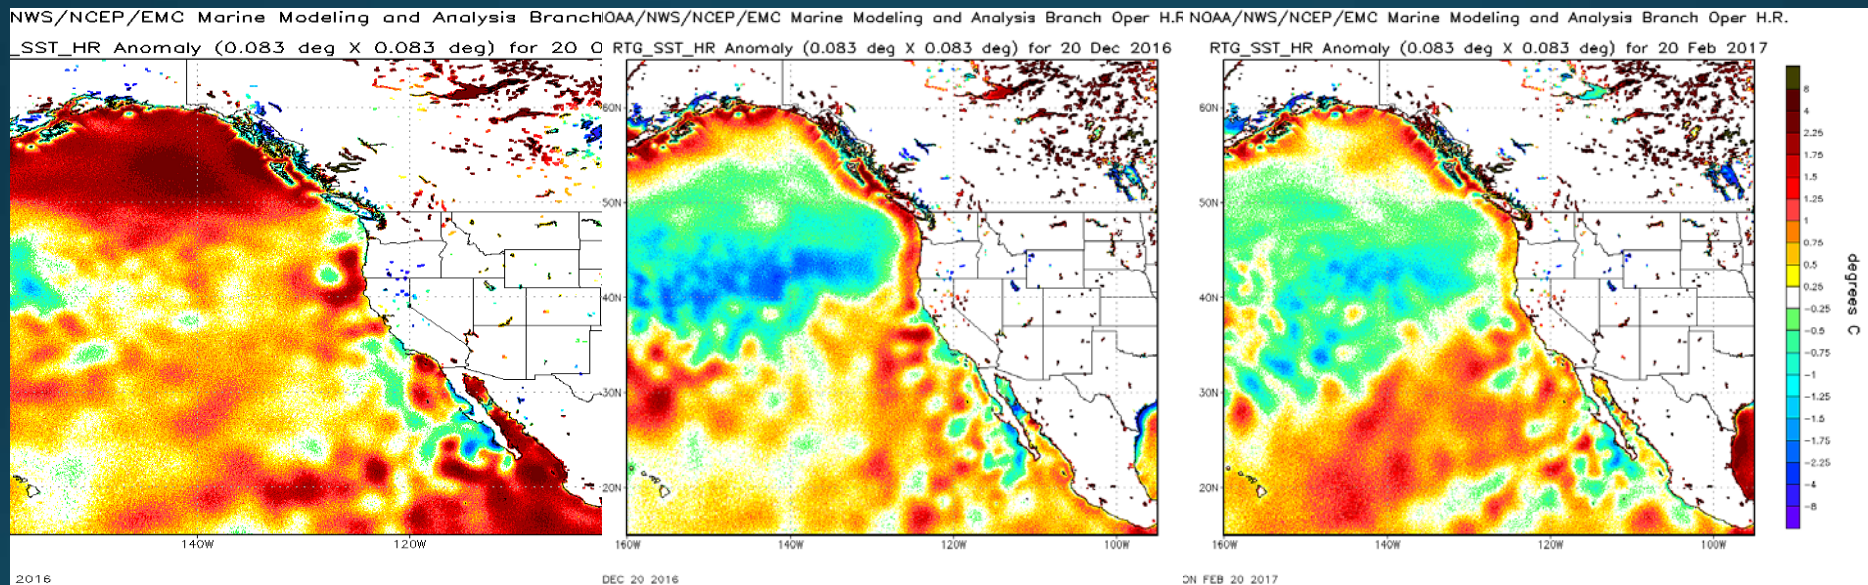 NWS/NCEP/EMC Marine Modeling and Analysis Branch
_SST_HR Anomaly (0.083 deg X 0.083 deg) for 20 O
140W 120W
2016
OAA/NWS/NCEP/EMC Marine Modeling and Analysis Branch Oper H.R
RTG_SST_HR Anomaly (0.083 deg X 0.083 deg) for 20 Dec 2016
60N
50N
40N
30N
20N
160W 140W 120W 100W
DEC 20 2016
NOAA/NWS/NCEP/EMC Marine Modeling and Analysis Branch Oper H.R.
RTG_SST_HR Anomaly (0.083 deg X 0.083 deg) for 20 Feb 2017
60N
50N
40N
30N
20N
160W 140W 120W 100W
ON FEB 20 2017
8
4
2.25
1.75
1.5
1.25
1
0.75
0.5
0.25
-0.25
-0.5
-0.75
-1
-1.25
-1.75
-2.25
-4
-8
degrees C